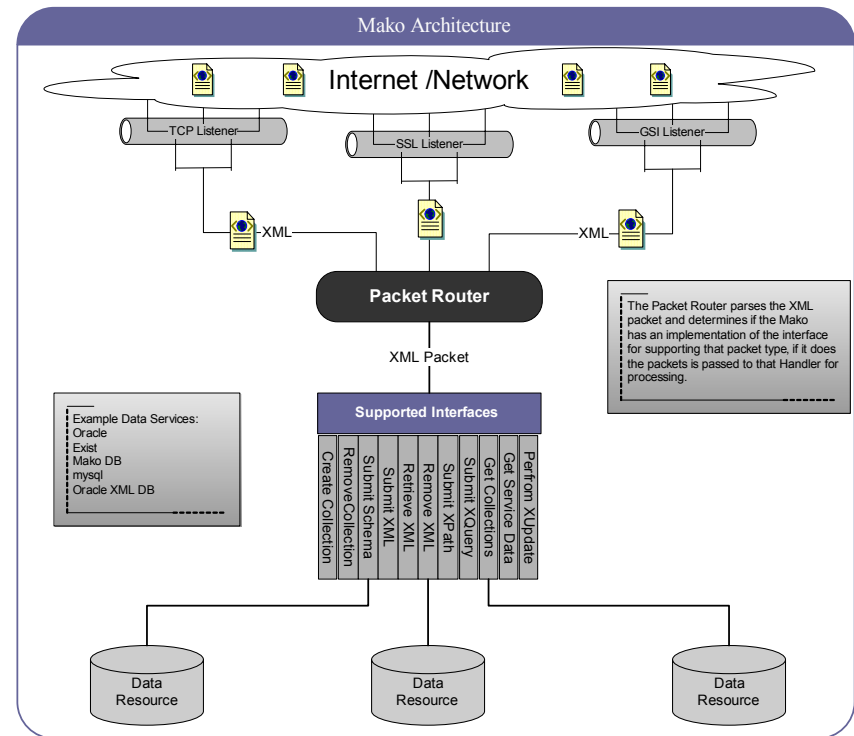 Mako Architecture
Internet /Network
TCP Listener
SSL Listener
GSI Listener
XML
XML
Packet Router
The Packet Router parses the XML
packet and determines if the Mako
has an implementation of the interface
for supporting that packet type, if it does
the packets is passed to that Handler for
processing.
XML Packet
Example Data Services:
Oracle
Exist
Mako DB
mysql
Oracle XML DB
Supported Interfaces
Create Collection
RemoveCollection
Submit Schema
Submit XML
Retrieve XML
Remove XML
Submit XPath
Submit XQuery
Get Collections
Get Service Data
Perfrom XUpdate
Data
Resource
Data
Resource
Data
Resource